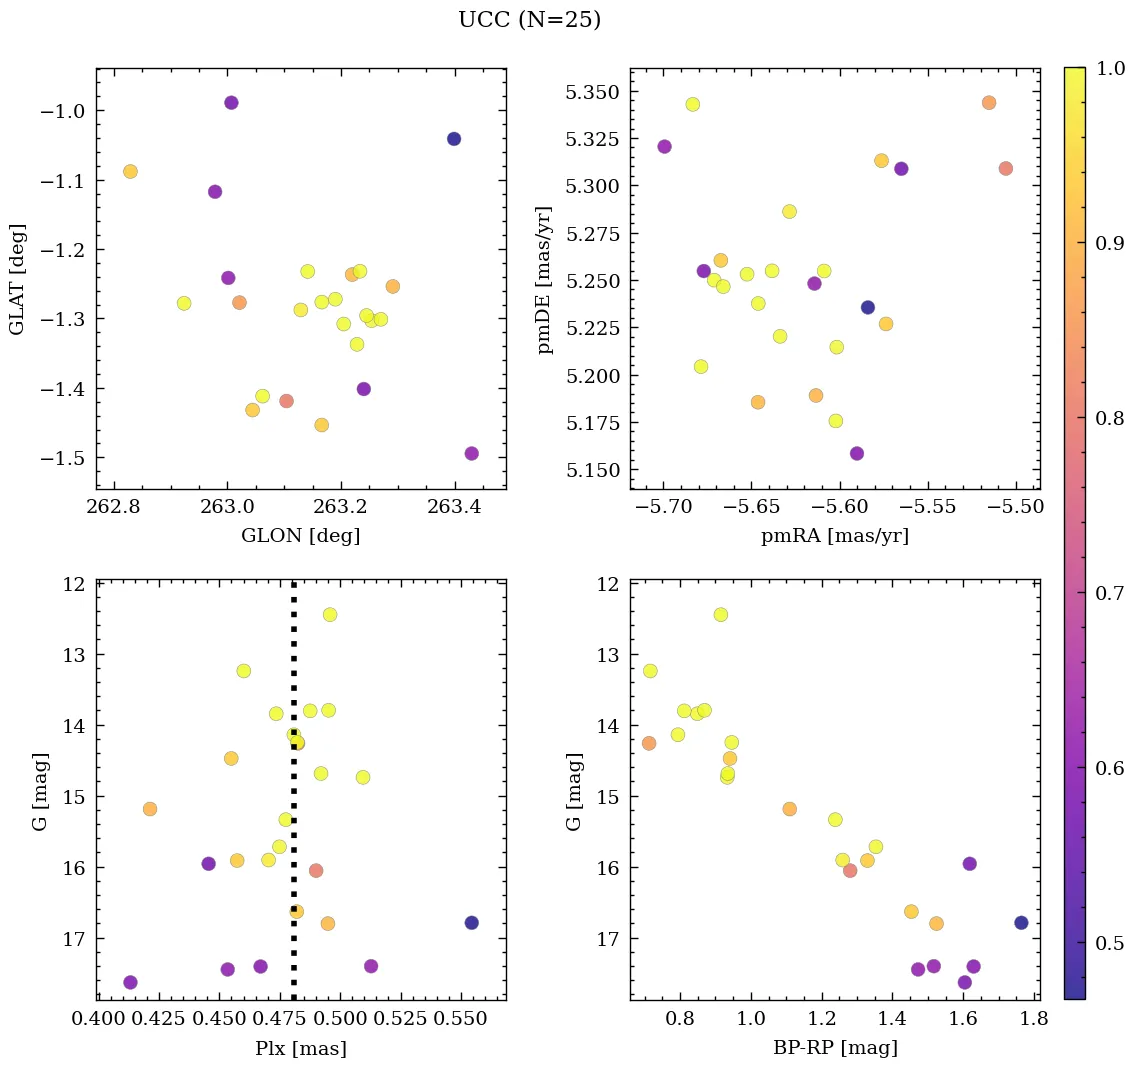 UCC (N=25)
−1.0
−1.1
−1.2
−1.3
−1.4
−1.5
GLAT [deg]
262.8 263.0 263.2 263.4
GLON [deg]
5.350
5.325
5.300
5.275
5.250
5.225
5.200
5.175
5.150
pmDE [mas/yr]
−5.70 −5.65 −5.60 −5.55 −5.50
pmRA [mas/yr]
12
13
14
15
16
17
G [mag]
0.400 0.425 0.450 0.475 0.500 0.525 0.550
Plx [mas]
12
13
14
15
16
17
G [mag]
0.8 1.0 1.2 1.4 1.6 1.8
BP-RP [mag]
1.0
0.9
0.8
0.7
0.6
0.5